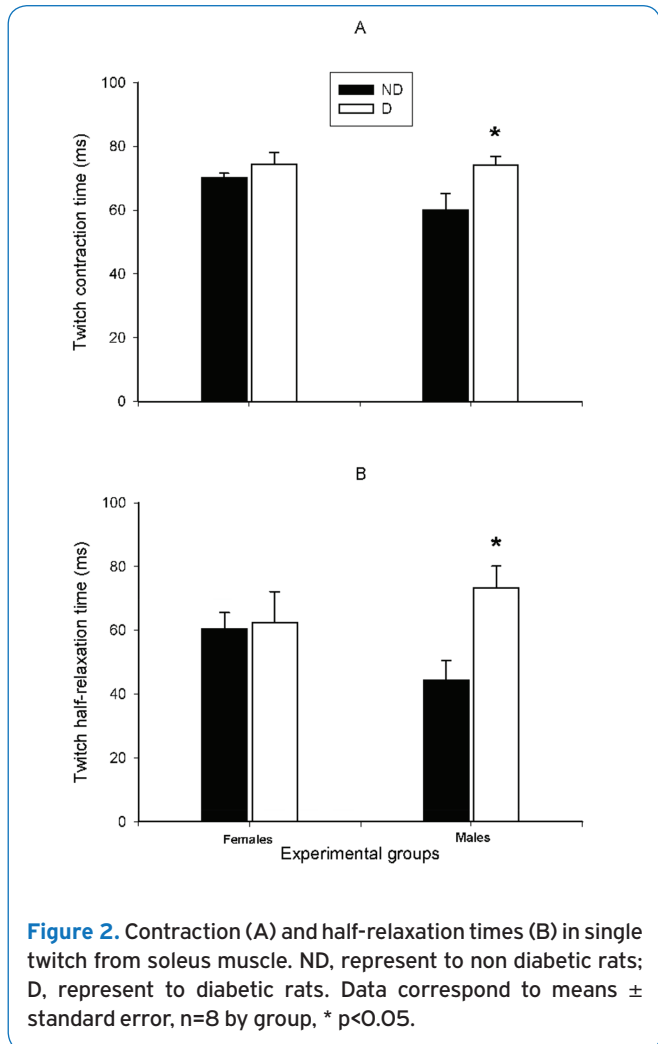 A
100
80
60
40
20
0
Twitch contraction time (ms)
ND
D
*
B
100
80
60
40
20
0
Twitch half-relaxation time (ms)
*
Females
Males
Experimental groups
Figure 2. Contraction (A) and half-relaxation times (B) in single
twitch from soleus muscle. ND, represent to non diabetic rats;
D, represent to diabetic rats. Data correspond to means ±
standard error, n=8 by group, * p<0.05.